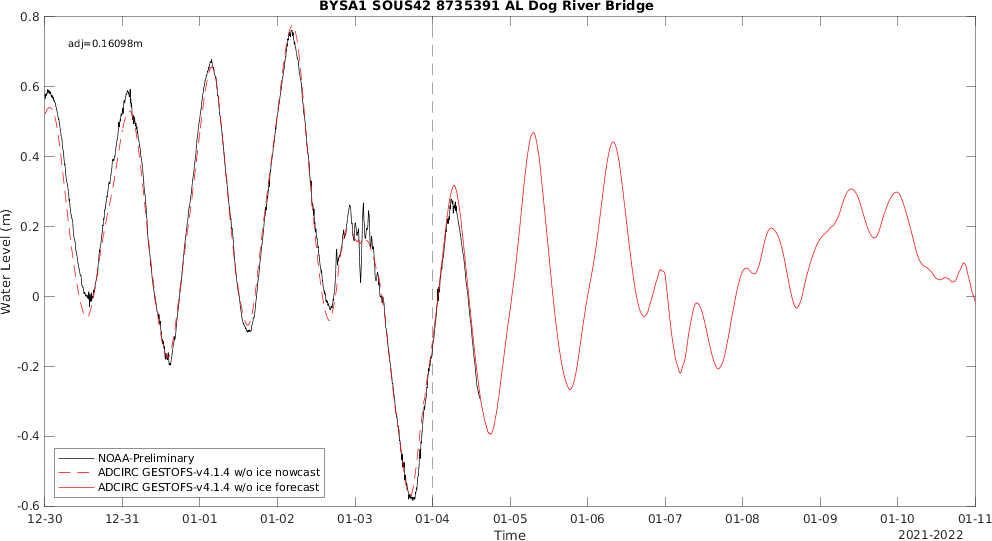 BYSA1 SOUS42 8735391 AL Dog River Bridge
adj=0.16098m
0.8
0.6
0.4
0.2
0
-0.2
-0.4
-0.6
Water Level (m)
NOAA-Preliminary
ADCIRC GESTOFS-v4.1.4 w/o ice nowcast
ADCIRC GESTOFS-v4.1.4 w/o ice forecast
12-30 12-31 01-01 01-02 01-03 01-04 01-05 01-06 01-07 01-08 01-09 01-10 01-11
Time
2021-2022